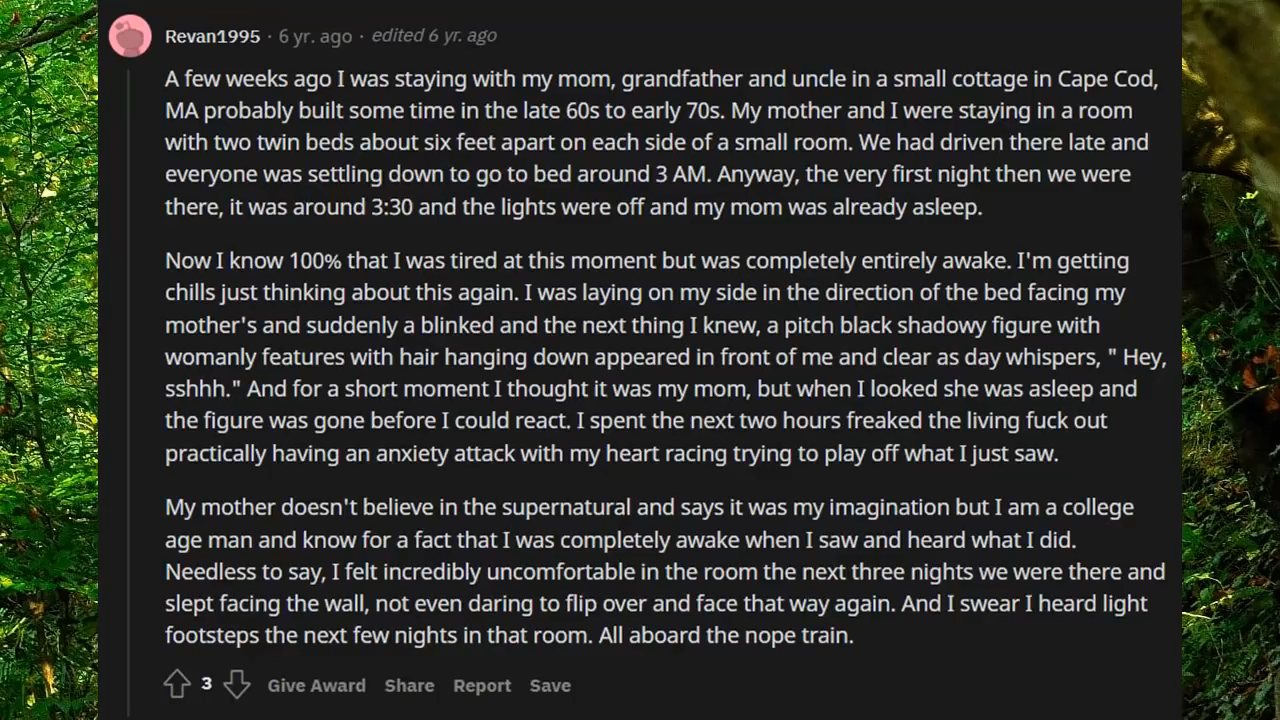 Revan1995 · 6 yr. ago · edited 6 yr. ago
A few weeks ago I was staying with my mom, grandfather and uncle in a small cottage in Cape Cod,
MA probably built some time in the late 60s to early 70s. My mother and I were staying in a room
with two twin beds about six feet apart on each side of a small room. We had driven there late and
everyone was settling down to go to bed around 3 AM. Anyway, the very first night then we were
there, it was around 3:30 and the lights were off and my mom was already asleep.
Now I know 100% that I was tired at this moment but was completely entirely awake. I'm getting
chills just thinking about this again. I was laying on my side in the direction of the bed facing my
mother's and suddenly a blinked and the next thing I knew, a pitch black shadowy figure with
womanly features with hair hanging down appeared in front of me and clear as day whispers, " Hey,
sshhh." And for a short moment I thought it was my mom, but when I looked she was asleep and
the figure was gone before I could react. I spent the next two hours freaked the living fuck out
practically having an anxiety attack with my heart racing trying to play off what I just saw.
My mother doesn't believe in the supernatural and says it was my imagination but I am a college
age man and know for a fact that I was completely awake when I saw and heard what I did.
Needless to say, I felt incredibly uncomfortable in the room the next three nights we were there and
slept facing the wall, not even daring to flip over and face that way again. And I swear I heard light
footsteps the next few nights in that room. All aboard the nope train.
3 Give Award Share Report Save